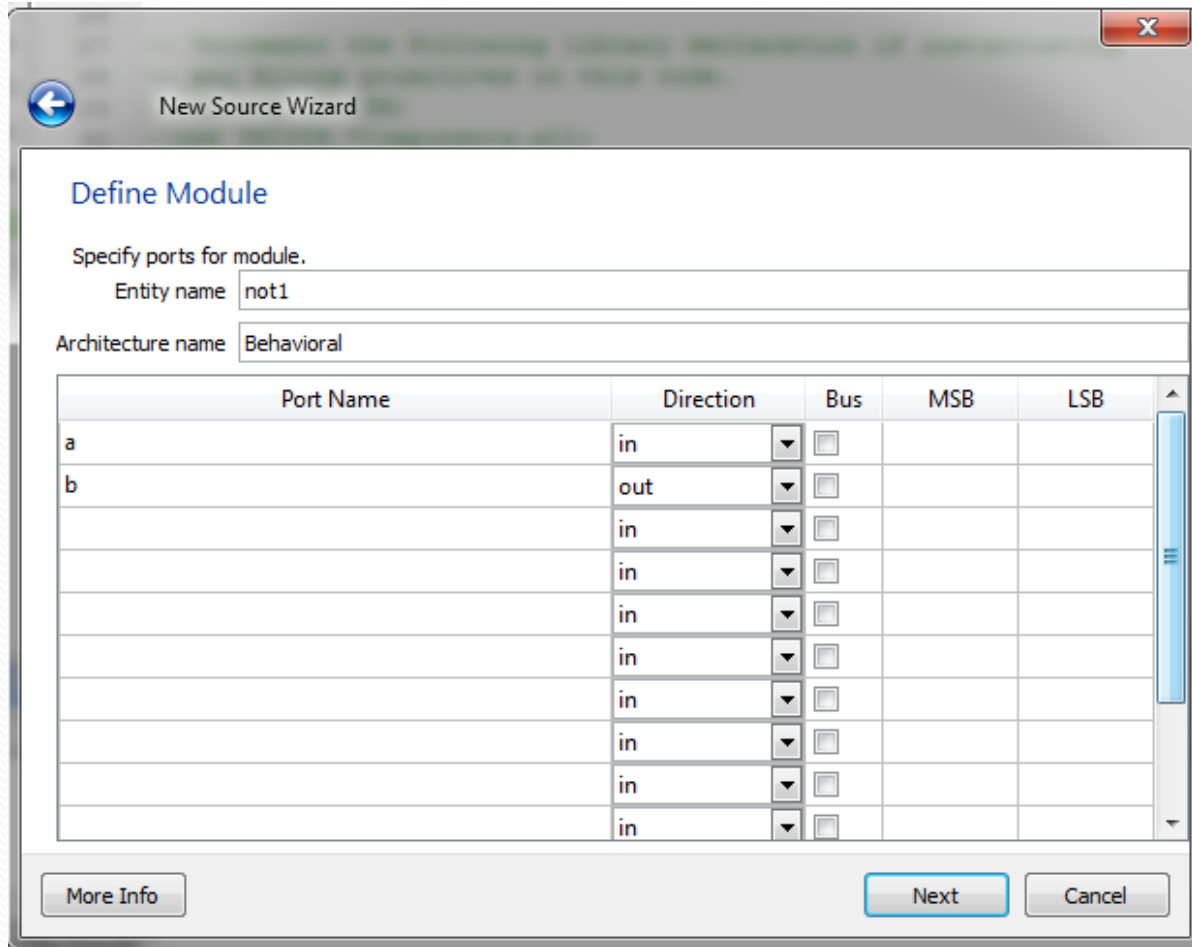 New Source Wizard
Define Module
Specify ports for module.
Entity name not1
Architecture name Behavioral
Port Name Direction Bus MSB LSB
a in
b out
in
in
in
in
in
in
in
in
More Info Next Cancel